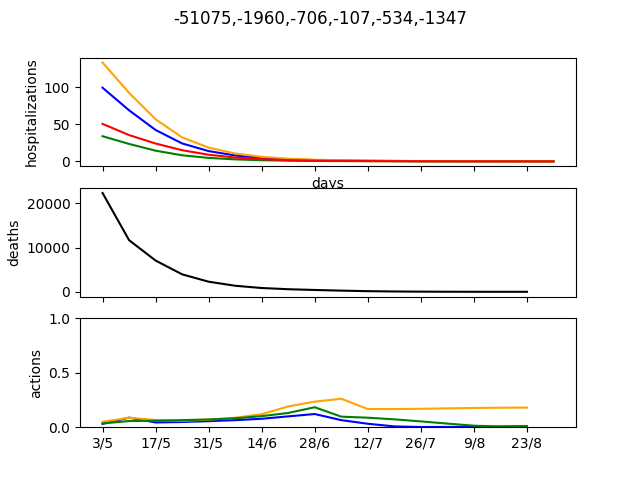 -51075,-1960,-706,-107,-534,-1347
hospitalizations
100
50
0
days
deaths
20000
10000
0
actions
1.0
0.5
0.0
3/5 17/5 31/5 14/6 28/6 12/7 26/7 9/8 23/8